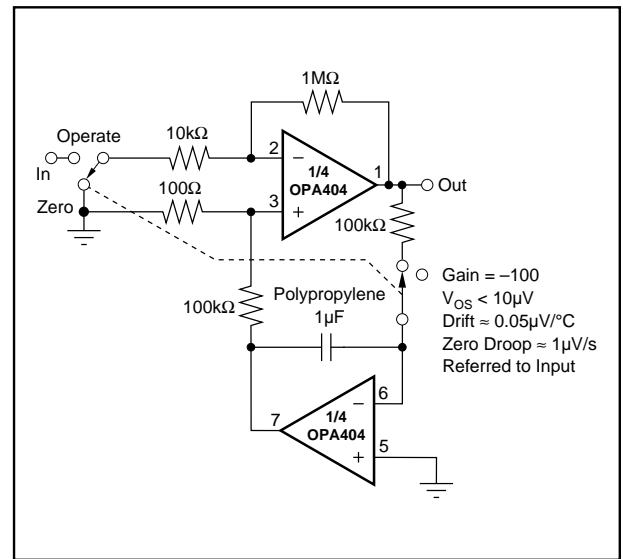 1MΩ
Operate
10kΩ
2
–
1
1/4
OPA404
In
Out
100Ω
3
+
Zero
100kΩ
Gain = –100
Polypropylene
V_OS < 10µV
100kΩ
1µF
Drift ≈ 0.05µV/°C
Zero Droop ≈ 1µV/s
Referred to Input
–
6
7
1/4
OPA404
+
5